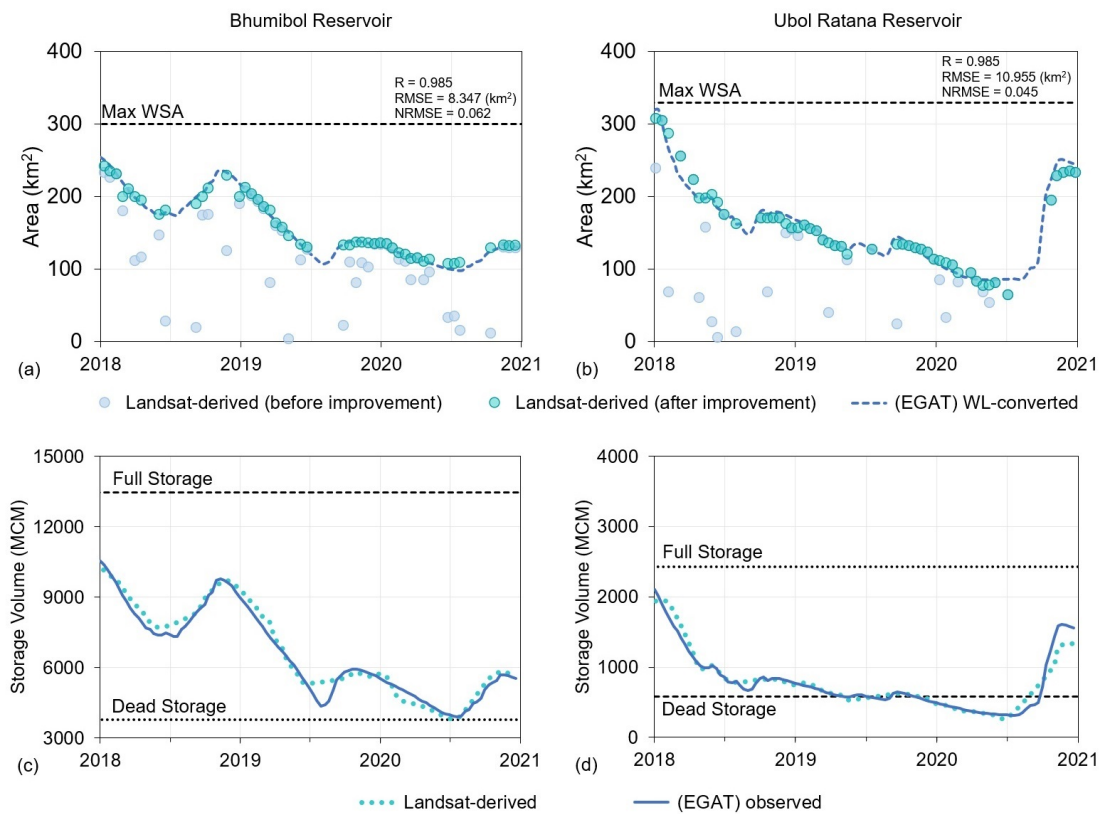 Bhumibol Reservoir
Ubol Ratana Reservoir
400
300
200
100
0
Area (km²)
Max WSA
R = 0.985
RMSE = 8.347 (km²)
NRMSE = 0.062
2018
2019
2020
2021
(a)
400
300
200
100
0
Area (km²)
Max WSA
R = 0.985
RMSE = 10.955 (km²)
NRMSE = 0.045
2018
2019
2020
2021
(b)
Landsat-derived (before improvement)
Landsat-derived (after improvement)
(EGAT) WL-converted
15000
12000
9000
6000
3000
Storage Volume (MCM)
Full Storage
Dead Storage
2018
2019
2020
2021
(c)
4000
3000
2000
1000
0
Storage Volume (MCM)
Full Storage
Dead Storage
2018
2019
2020
2021
(d)
Landsat-derived
(EGAT) observed